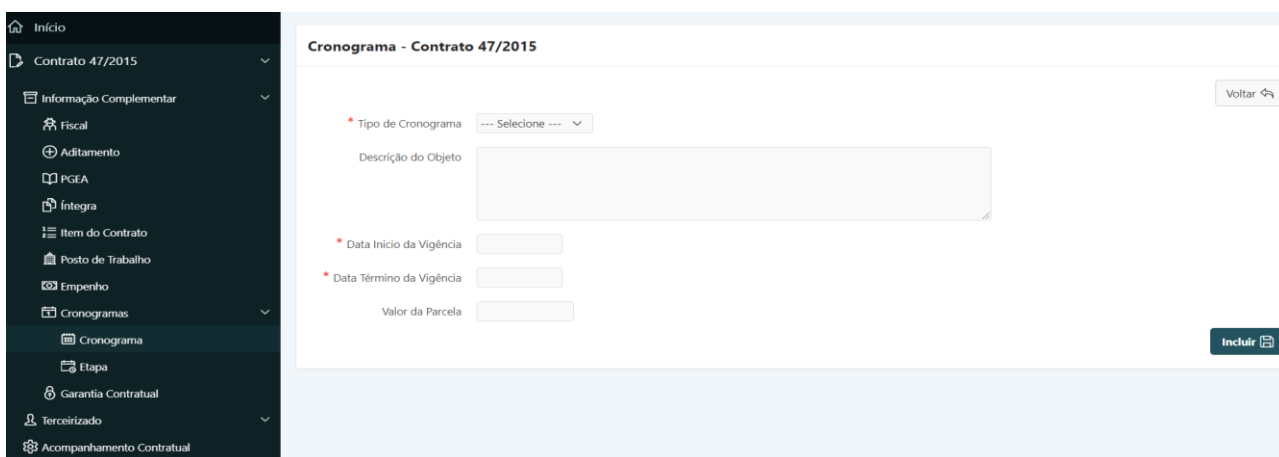 Início
Contrato 47/2015
Informação Complementar
Fiscal
Aditamento
PGEA
Íntegra
Item do Contrato
Posto de Trabalho
Empenho
Cronogramas
Cronograma
Etapa
Garantia Contratual
Terceirizado
Acompanhamento Contratual
Cronograma - Contrato 47/2015
Voltar
* Tipo de Cronograma --- Selecione ---
Descrição do Objeto
* Data Inicio da Vigência
* Data Término da Vigência
Valor da Parcela
Incluir